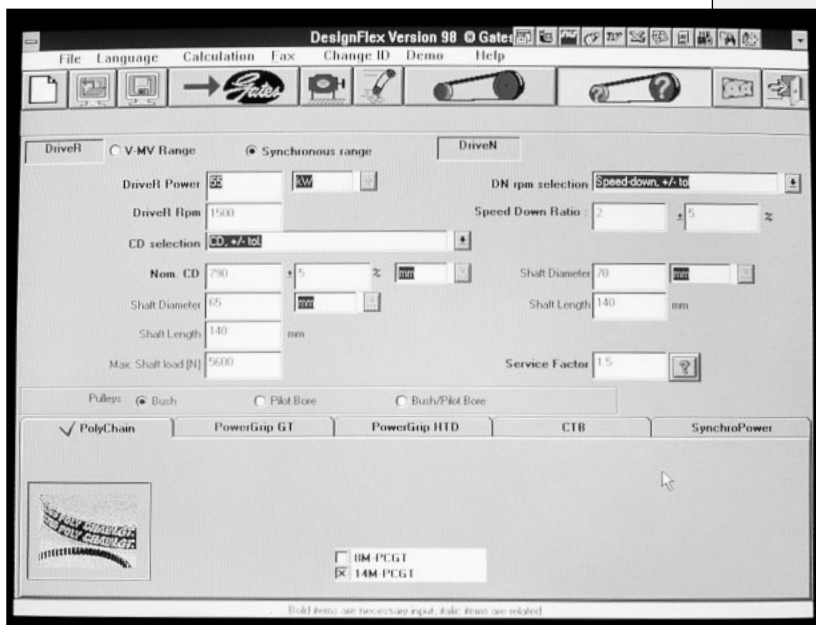 DesignFlex Version 98 © Gates
File Language Calculation Fax Change ID Demo Help
Gates
DriveR V-MV Range Synchronous range DriveN
DriveR Power 55 kW DN rpm selection Speed-down, +/- to
DriveR Rpm 1500 Speed Down Ratio : 2 ± 5 %
CD selection CD, +/- tol.
Nom. CD 790 ± 5 % mm Shaft Diameter 70 mm
Shaft Diameter 65 mm Shaft Length 140 mm
Shaft Length 140 mm
Max. Shaft load [N] 5600 Service Factor 1.5 ?
Pulleys : Bush Pilot Bore Bush/Pilot Bore
PolyChain PowerGrip GT PowerGrip HTD CTB SynchroPower
POLY CHAIN GT
8M-PCGT
14M-PCGT
Bold items are necessary input, italic items are related